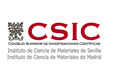 CSIC
CONSEJO SUPERIOR DE INVESTIGACIONES CIENTÍFICAS
Instituto de Ciencia de Materiales de Sevilla
Instituto de Ciencia de Materiales de Madrid